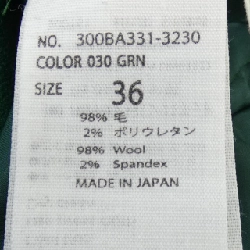 NO. 300BA331-3230
COLOR 030 GRN
SIZE 36
98% 毛
2% ポリウレタン
98% Wool
2% Spandex
MADE IN JAPAN